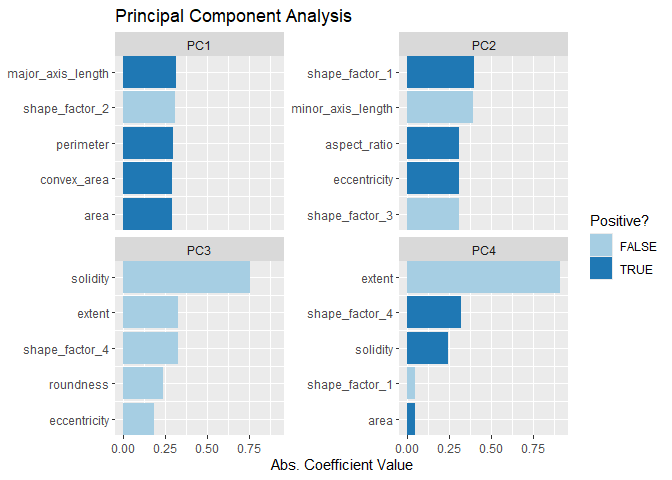 Principal Component Analysis
PC1
major_axis_length
shape_factor_2
perimeter
convex_area
area
PC2
shape_factor_1
minor_axis_length
aspect_ratio
eccentricity
shape_factor_3
PC3
solidity
extent
shape_factor_4
roundness
eccentricity
0.00 0.25 0.50 0.75
PC4
extent
shape_factor_4
solidity
shape_factor_1
area
0.00 0.25 0.50 0.75
Abs. Coefficient Value
Positive?
FALSE
TRUE